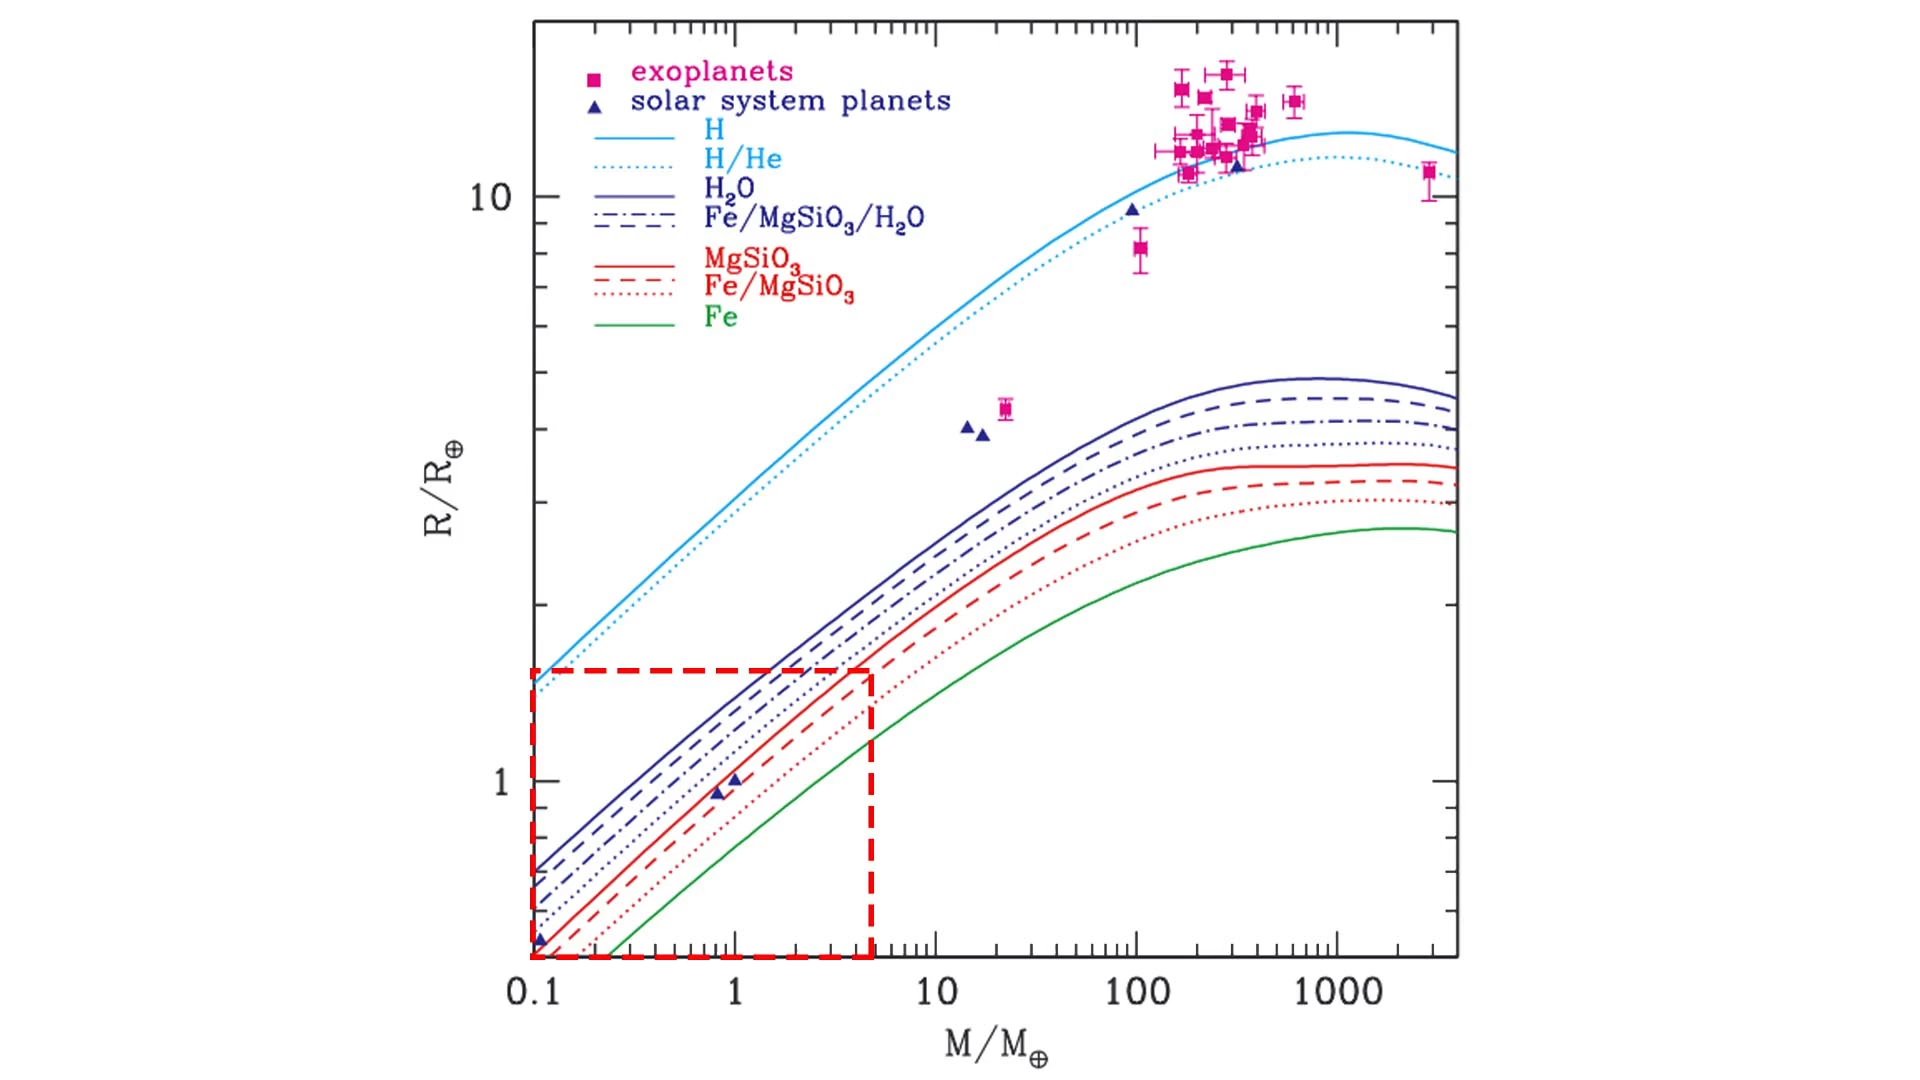 exoplanets
solar system planets
H
H/He
H₂O
Fe/MgSiO₃/H₂O
MgSiO₃
Fe/MgSiO₃
Fe
10
1
R/R⊕
0.1 1 10 100 1000
M/M⊕